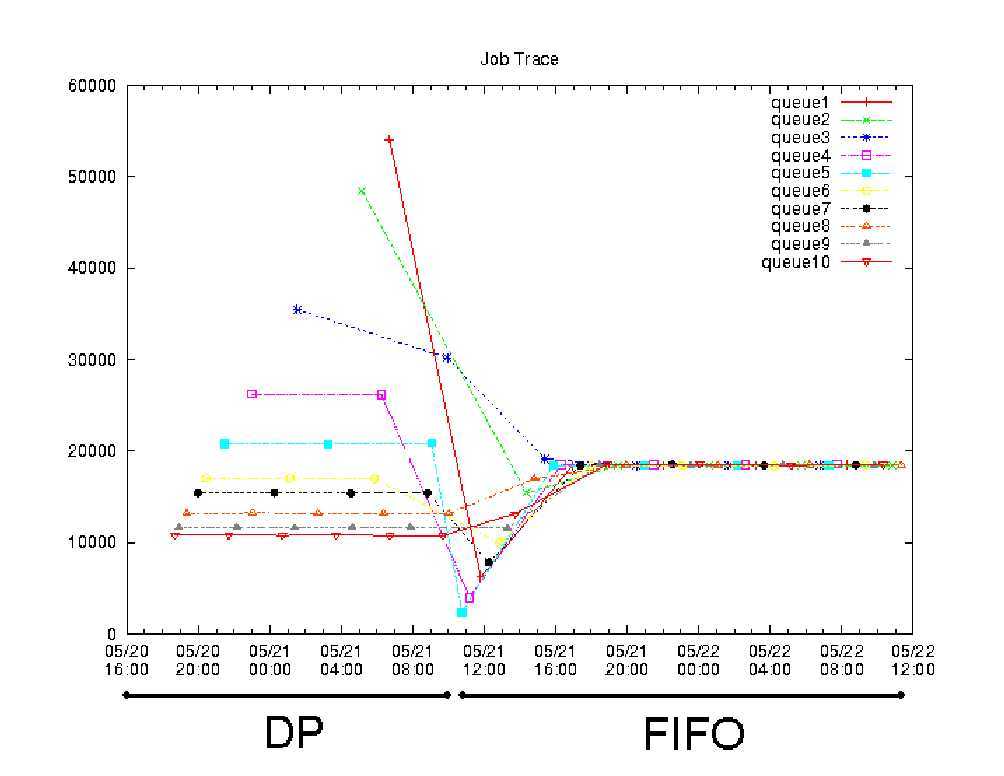 Job Trace
60000
50000
40000
30000
20000
10000
0
queue1
queue2
queue3
queue4
queue5
queue6
queue7
queue8
queue9
queue10
05/20 05/20 05/21 05/21 05/21 05/21 05/21 05/21 05/22 05/22 05/22 05/22
16:00 20:00 00:00 04:00 08:00 12:00 16:00 20:00 00:00 04:00 08:00 12:00
DP FIFO